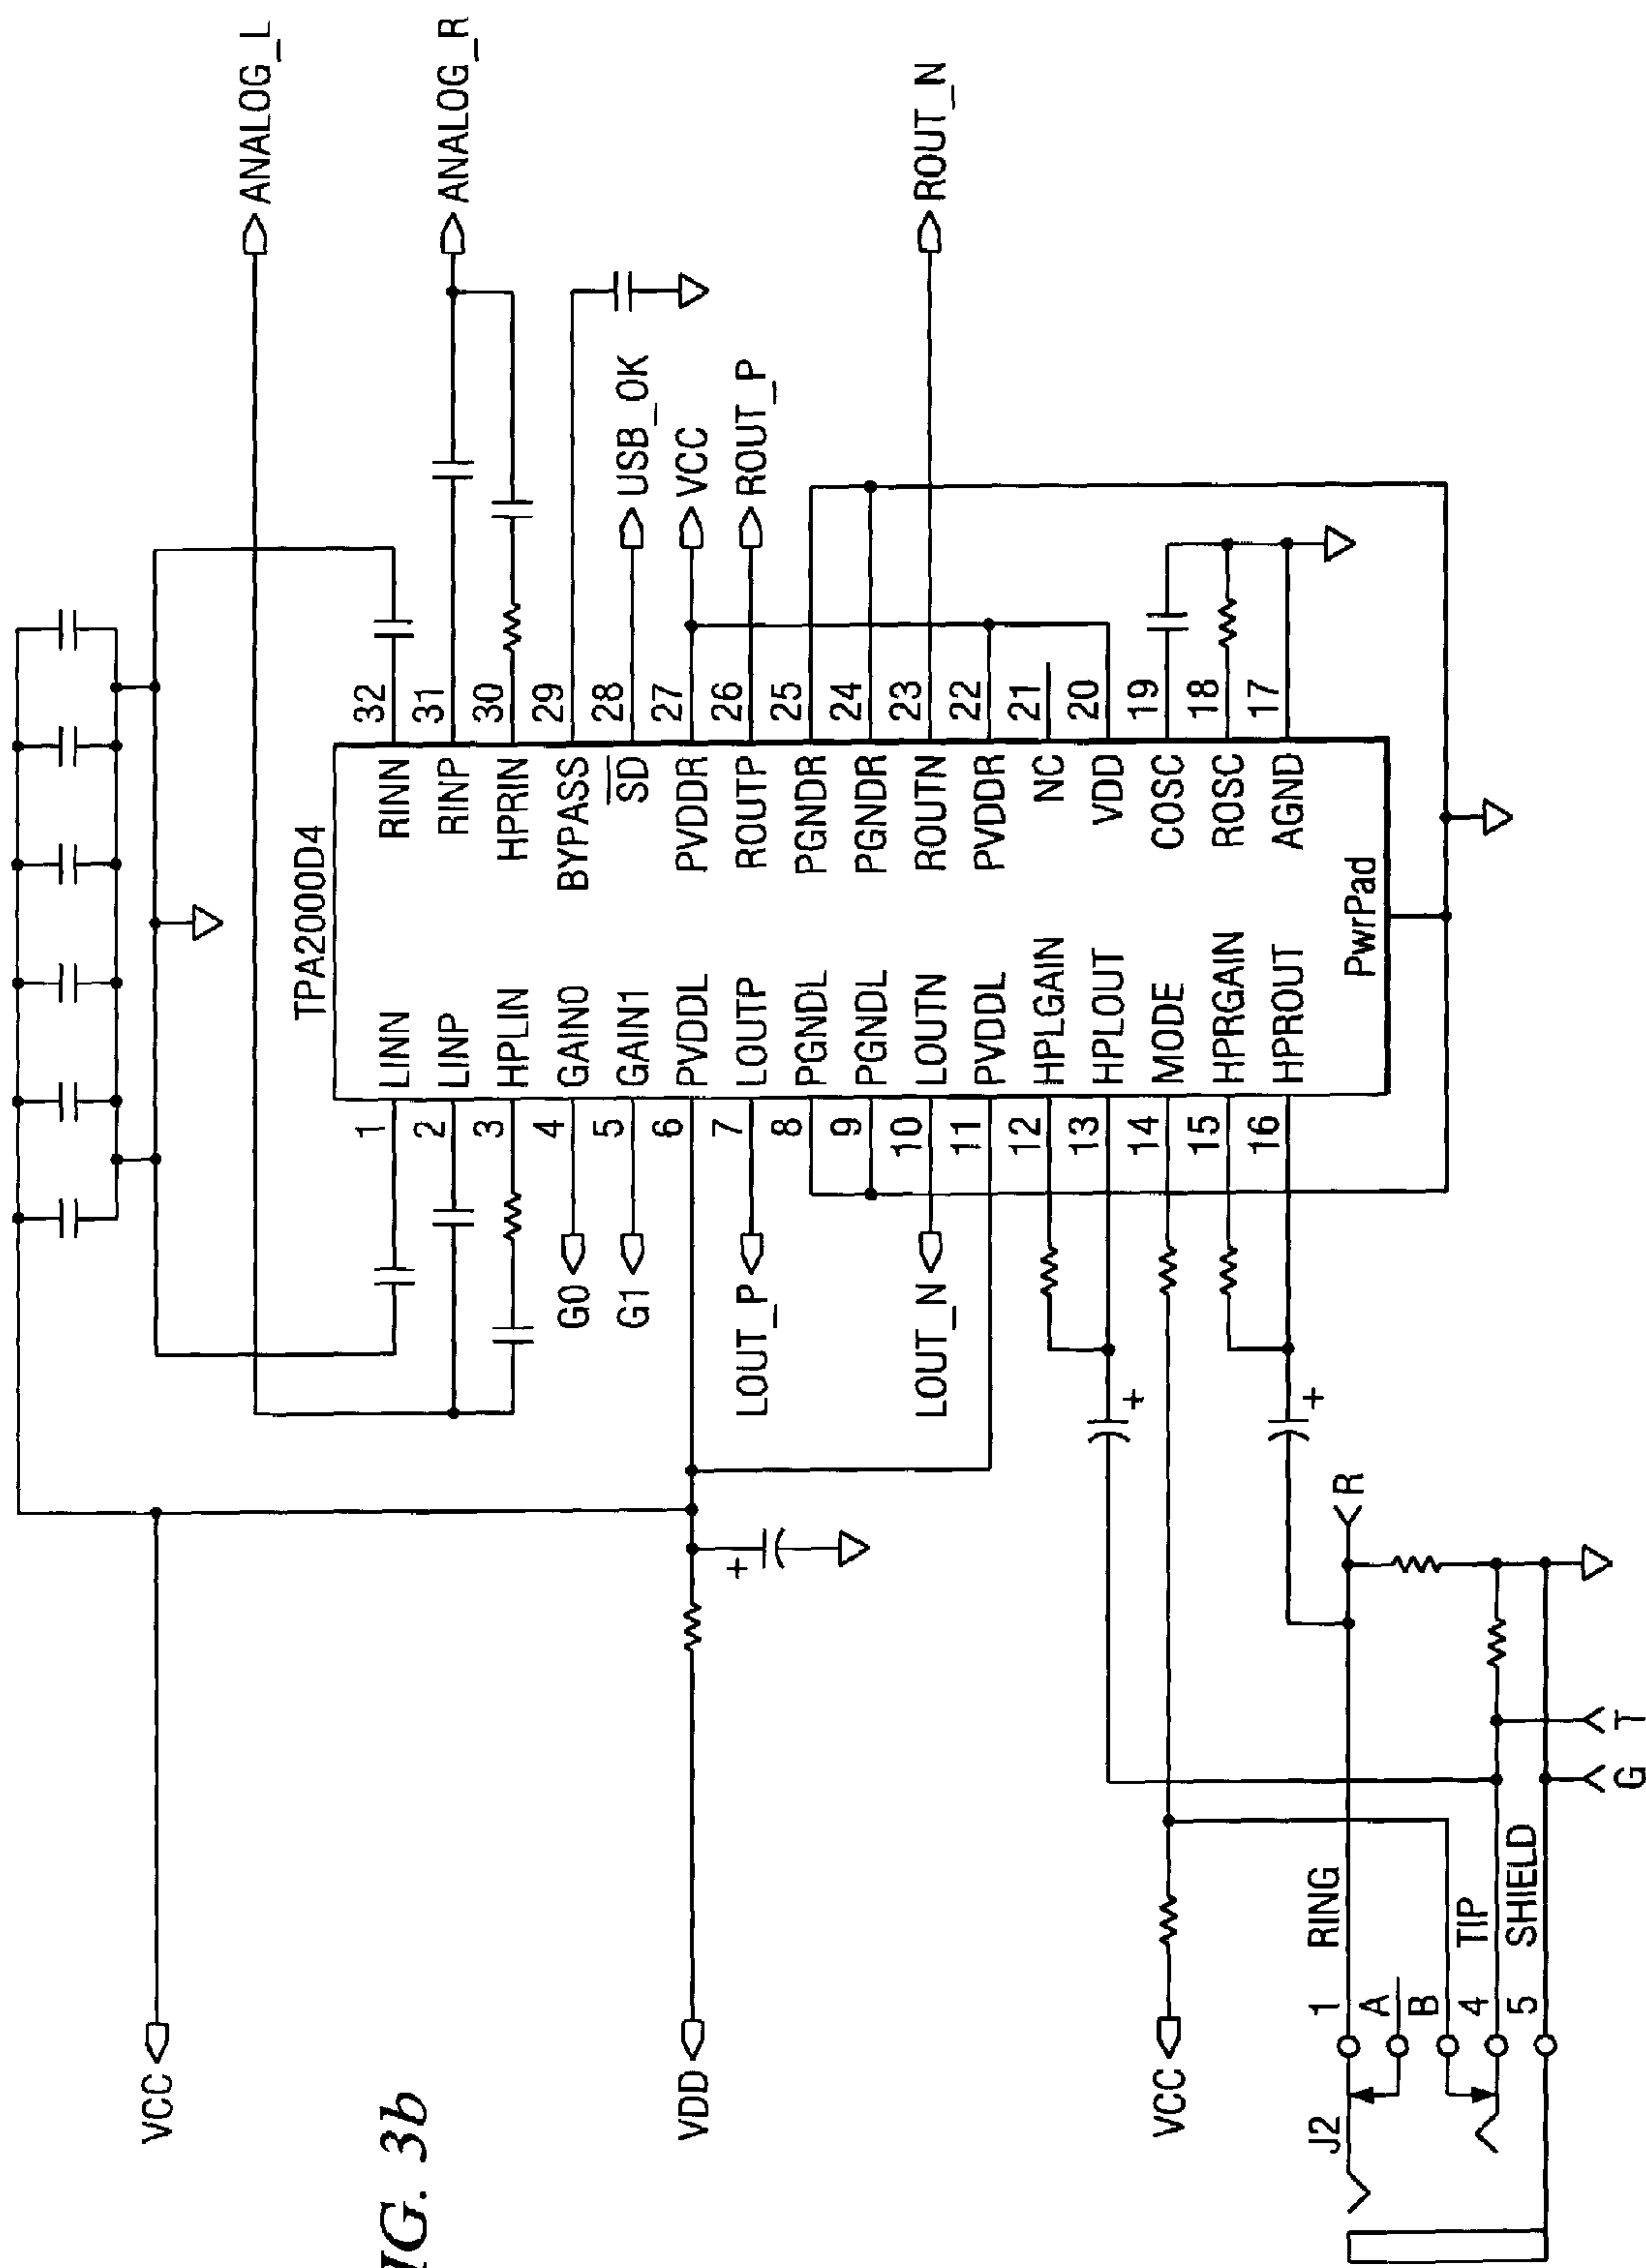 ANALOG_L
ANALOG_R
TPA2000D4
1 LINN
2 LINP
3 HPLIN
4 GAIN0
5 GAIN1
6 PVDDL
7 LOUTP
8 PGNDL
9 PGNDL
10 LOUTN
11 PVDDL
12 HPLGAIN
13 HPLOUT
14 MODE
15 HPRGAIN
16 HPROUT
RINN 32
RINP 31
HPRIN 30
BYPASS 29
SD 28
PVDDR 27
ROUTP 26
PGNDR 25
PGNDR 24
ROUTN 23
PVDDR 22
NC 21
VDD 20
COSC 19
ROSC 18
AGND 17
PwrPad
USB_OK
VCC
ROUT_P
ROUT_N
G0
G1
LOUT_P
LOUT_N
+
+
+
VCC
VDD
VCC
R
J2
1 RING
A
B
4 TIP
5 SHIELD
G
T
IG. 3b